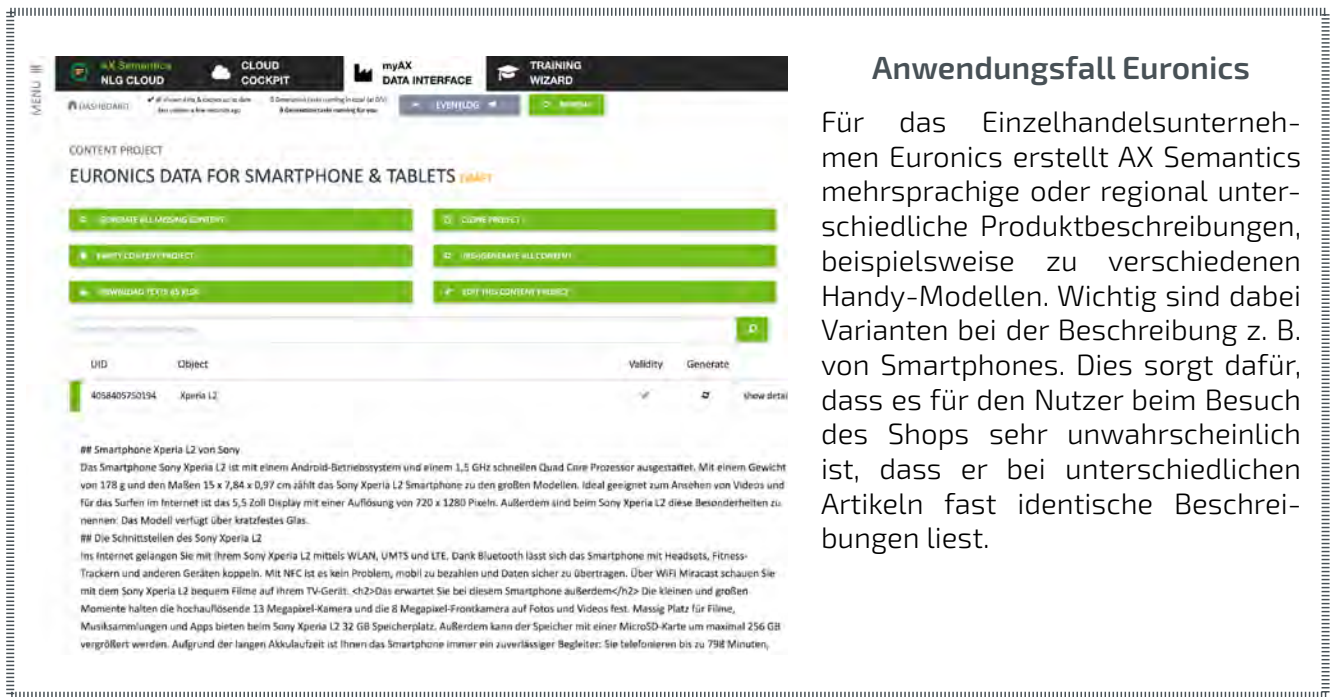 MENU
AX Semantics
NLG CLOUD
CLOUD
COCKPIT
myAX
DATA INTERFACE
TRAINING
WIZARD
DASHBOARD
EVENTLOG
CONTENT PROJECT
EURONICS DATA FOR SMARTPHONE & TABLETS DRAFT
GENERATE ALL MISSING CONTENT
CLONE PROJECT
EMPTY CONTENT PROJECT
(RE)GENERATE ALL CONTENT
DOWNLOAD TEXTS AS XLSX
EDIT THIS CONTENT PROJECT
UID Object Validity Generate
4058405750194 Xperia L2 show detai
## Smartphone Xperia L2 von Sony
Das Smartphone Sony Xperia L2 ist mit einem Android-Betriebssystem und einem 1,5 GHz schnellen Quad Core Prozessor ausgestattet. Mit einem Gewicht
von 178 g und den Maßen 15 x 7,84 x 0,97 cm zählt das Sony Xperia L2 Smartphone zu den großen Modellen. Ideal geeignet zum Ansehen von Videos und
für das Surfen im Internet ist das 5,5 Zoll Display mit einer Auflösung von 720 x 1280 Pixeln. Außerdem sind beim Sony Xperia L2 diese Besonderheiten zu
nennen: Das Modell verfügt über kratzfestes Glas.
## Die Schnittstellen des Sony Xperia L2
Ins Internet gelangen Sie mit Ihrem Sony Xperia L2 mittels WLAN, UMTS und LTE. Dank Bluetooth lässt sich das Smartphone mit Headsets, Fitness-
Trackern und anderen Geräten koppeln. Mit NFC ist es kein Problem, mobil zu bezahlen und Daten sicher zu übertragen. Über WiFi Miracast schauen Sie
mit dem Sony Xperia L2 bequem Filme auf Ihrem TV-Gerät. <h2>Das erwartet Sie bei diesem Smartphone außerdem</h2> Die kleinen und großen
Momente halten die hochauflösende 13 Megapixel-Kamera und die 8 Megapixel-Frontkamera auf Fotos und Videos fest. Massig Platz für Filme,
Musiksammlungen und Apps bieten beim Sony Xperia L2 32 GB Speicherplatz. Außerdem kann der Speicher mit einer MicroSD-Karte um maximal 256 GB
vergrößert werden. Aufgrund der langen Akkulaufzeit ist Ihnen das Smartphone immer ein zuverlässiger Begleiter: Sie telefonieren bis zu 798 Minuten,
Anwendungsfall Euronics
Für das Einzelhandelsunterneh-
men Euronics erstellt AX Semantics
mehrsprachige oder regional unter-
schiedliche Produktbeschreibungen,
beispielsweise zu verschiedenen
Handy-Modellen. Wichtig sind dabei
Varianten bei der Beschreibung z. B.
von Smartphones. Dies sorgt dafür,
dass es für den Nutzer beim Besuch
des Shops sehr unwahrscheinlich
ist, dass er bei unterschiedlichen
Artikeln fast identische Beschrei-
bungen liest.